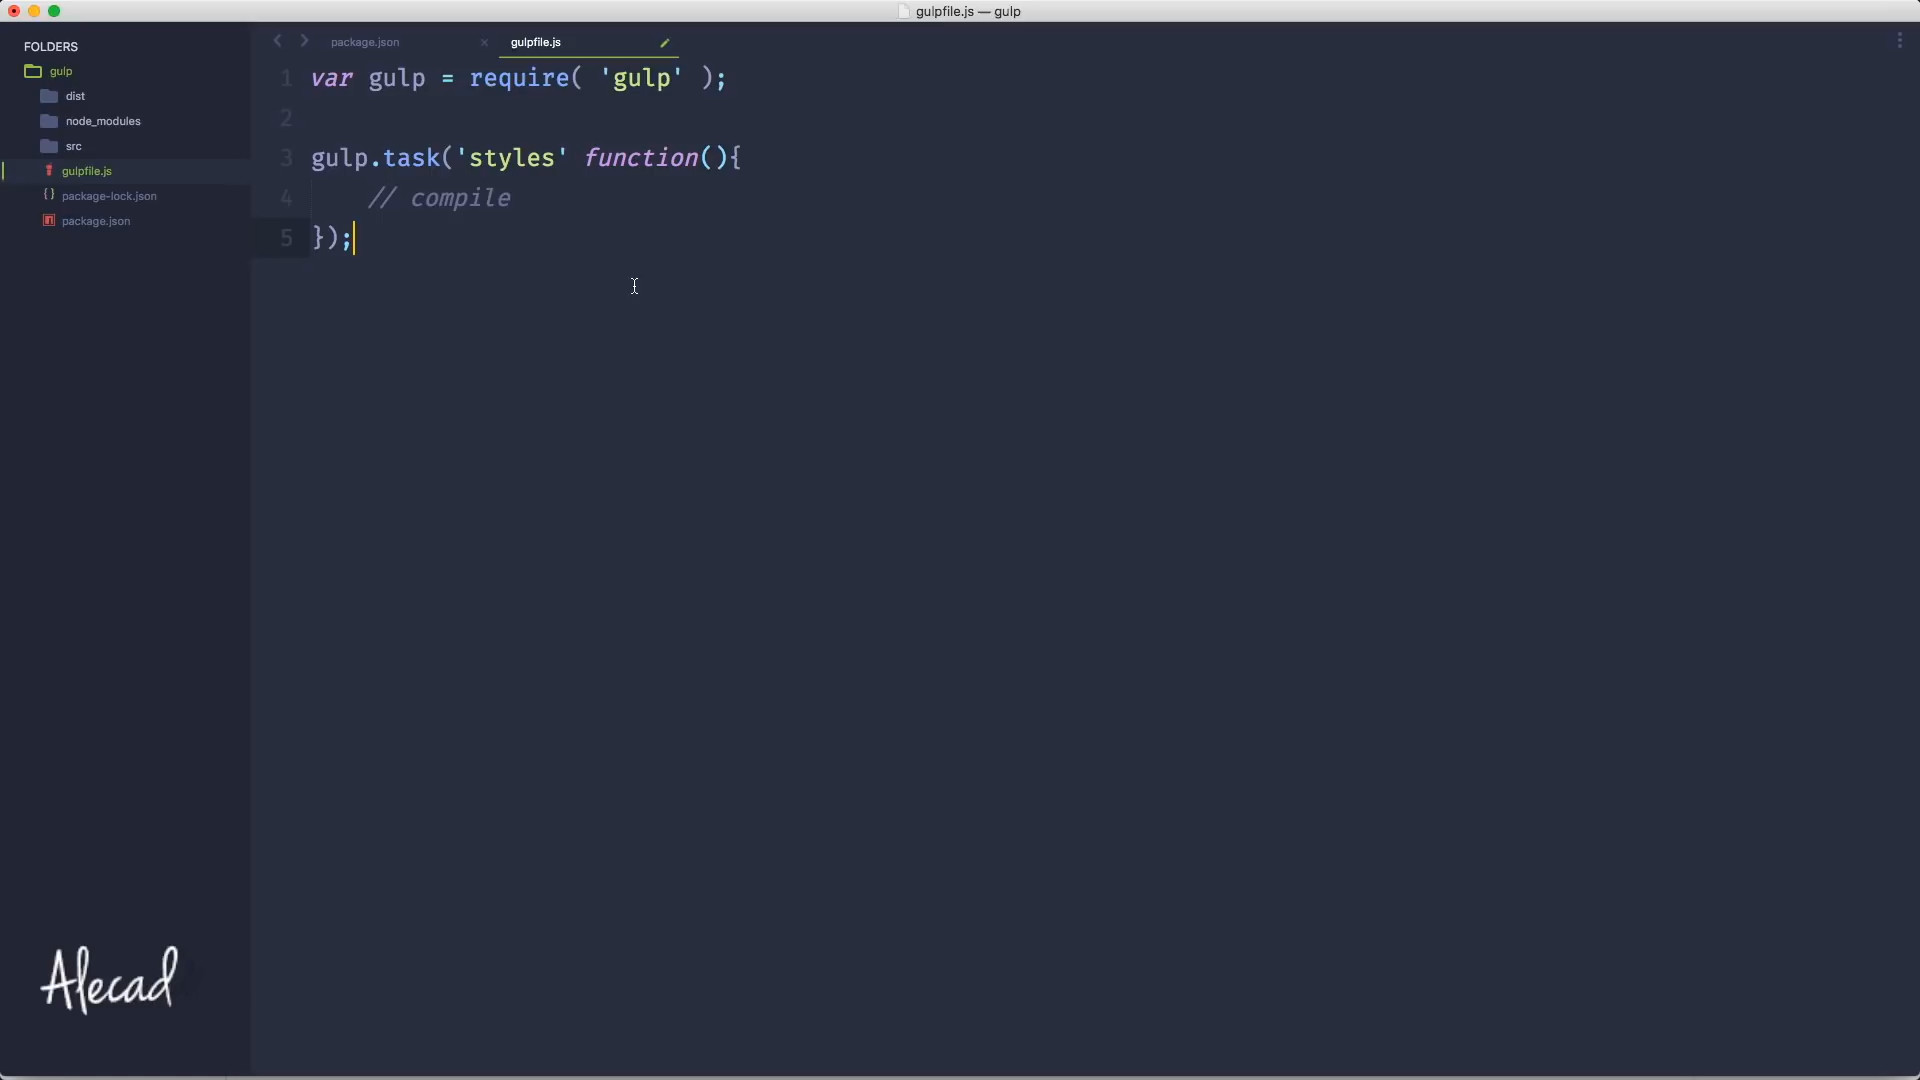 gulpfile.js — gulp
FOLDERS
gulp
dist
node_modules
src
gulpfile.js
package-lock.json
package.json
package.json
gulpfile.js
1 var gulp = require( 'gulp' );
2
3 gulp.task('styles' function(){
4 // compile
5 });
Alecad